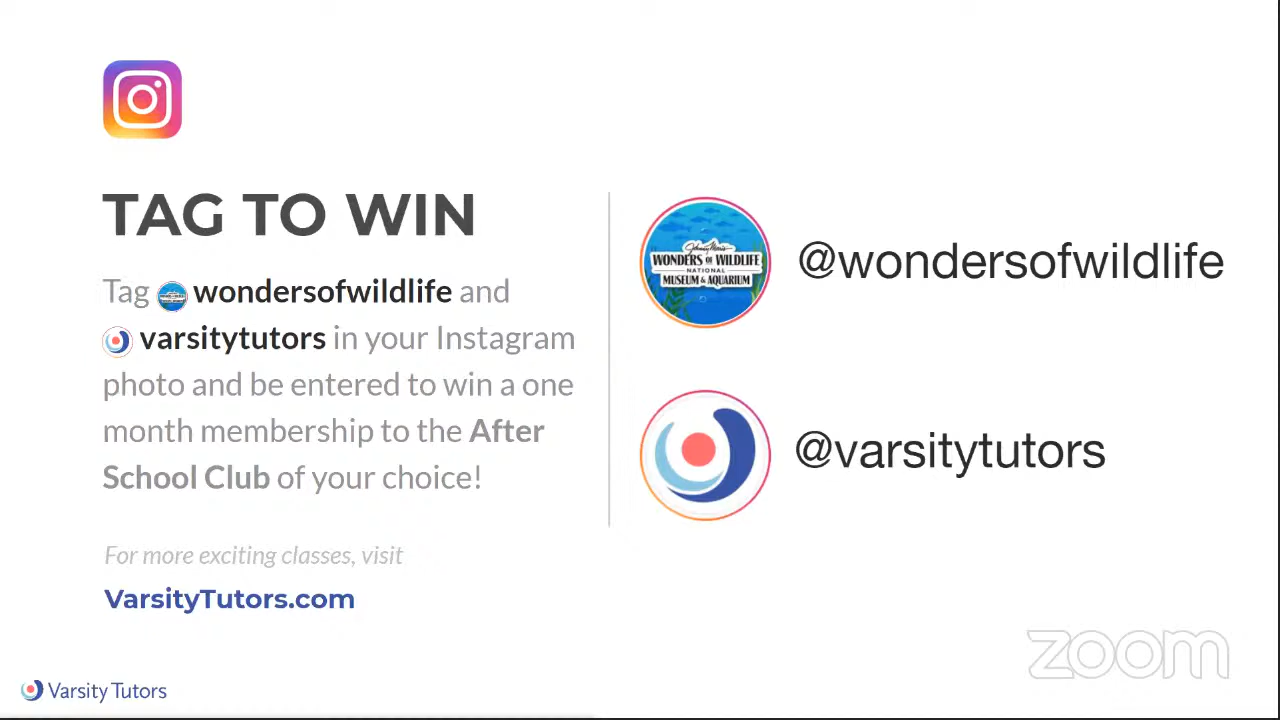 TAG TO WIN
Tag wondersofwildlife and
varsitytutors in your Instagram
photo and be entered to win a one
month membership to the After
School Club of your choice!
For more exciting classes, visit
VarsityTutors.com
Johnny Morris
WONDERS OF WILDLIFE
NATIONAL
MUSEUM & AQUARIUM
@wondersofwildlife
@varsitytutors
zoom
Varsity Tutors